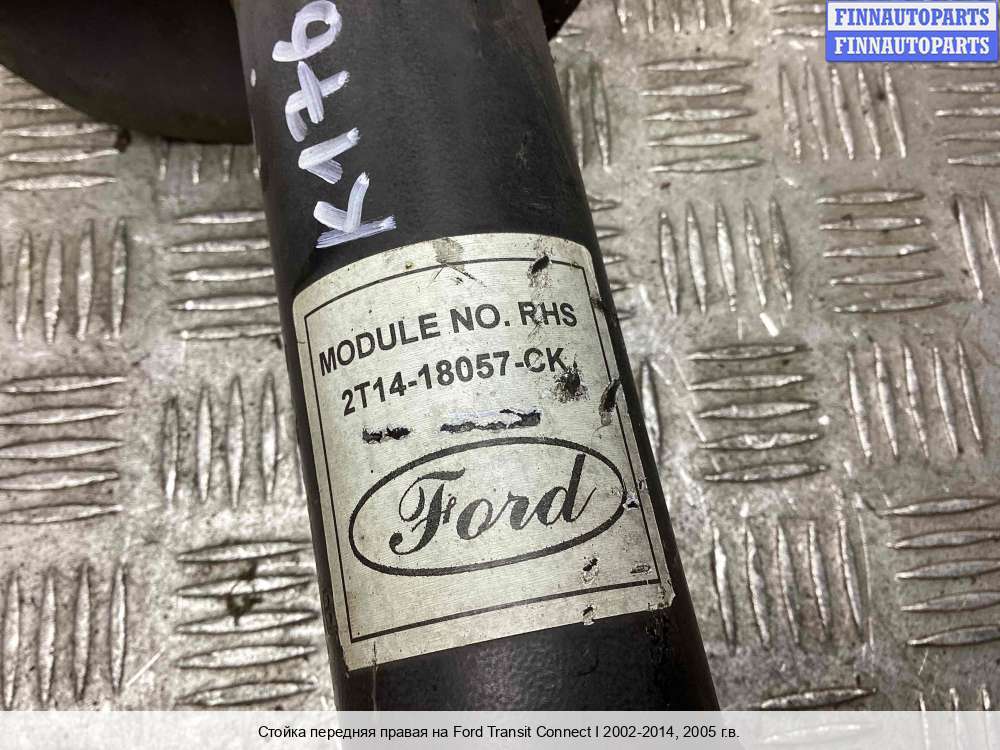 FINNAUTOPARTS
FINNAUTOPARTS
K176
MODULE NO. RHS
2T14-18057-CK
Ford
Стойка передняя правая на Ford Transit Connect I 2002-2014, 2005 г.в.